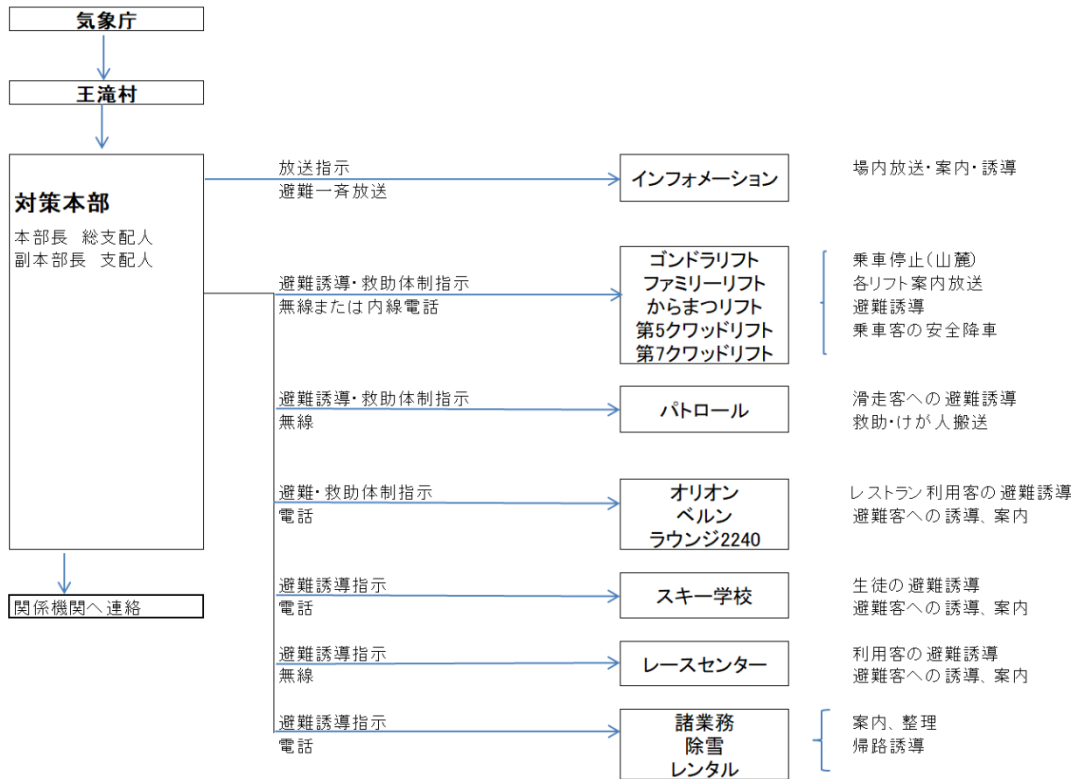 気象庁
王滝村
対策本部
本部長　総支配人
副本部長　支配人
関係機関へ連絡
放送指示
避難一斉放送
インフォメーション
場内放送・案内・誘導
避難誘導・救助体制指示
無線または内線電話
ゴンドラリフト
ファミリーリフト
からまつリフト
第5クワッドリフト
第7クワッドリフト
乗車停止(山麓)
各リフト案内放送
避難誘導
乗車客の安全降車
避難誘導・救助体制指示
無線
パトロール
滑走客への避難誘導
救助・けが人搬送
避難・救助体制指示
電話
オリオン
ベルン
ラウンジ2240
レストラン利用客の避難誘導
避難客への誘導、案内
避難誘導指示
電話
スキー学校
生徒の避難誘導
避難客への誘導、案内
避難誘導指示
無線
レースセンター
利用客の避難誘導
避難客への誘導、案内
避難誘導指示
電話
諸業務
除雪
レンタル
案内、整理
帰路誘導